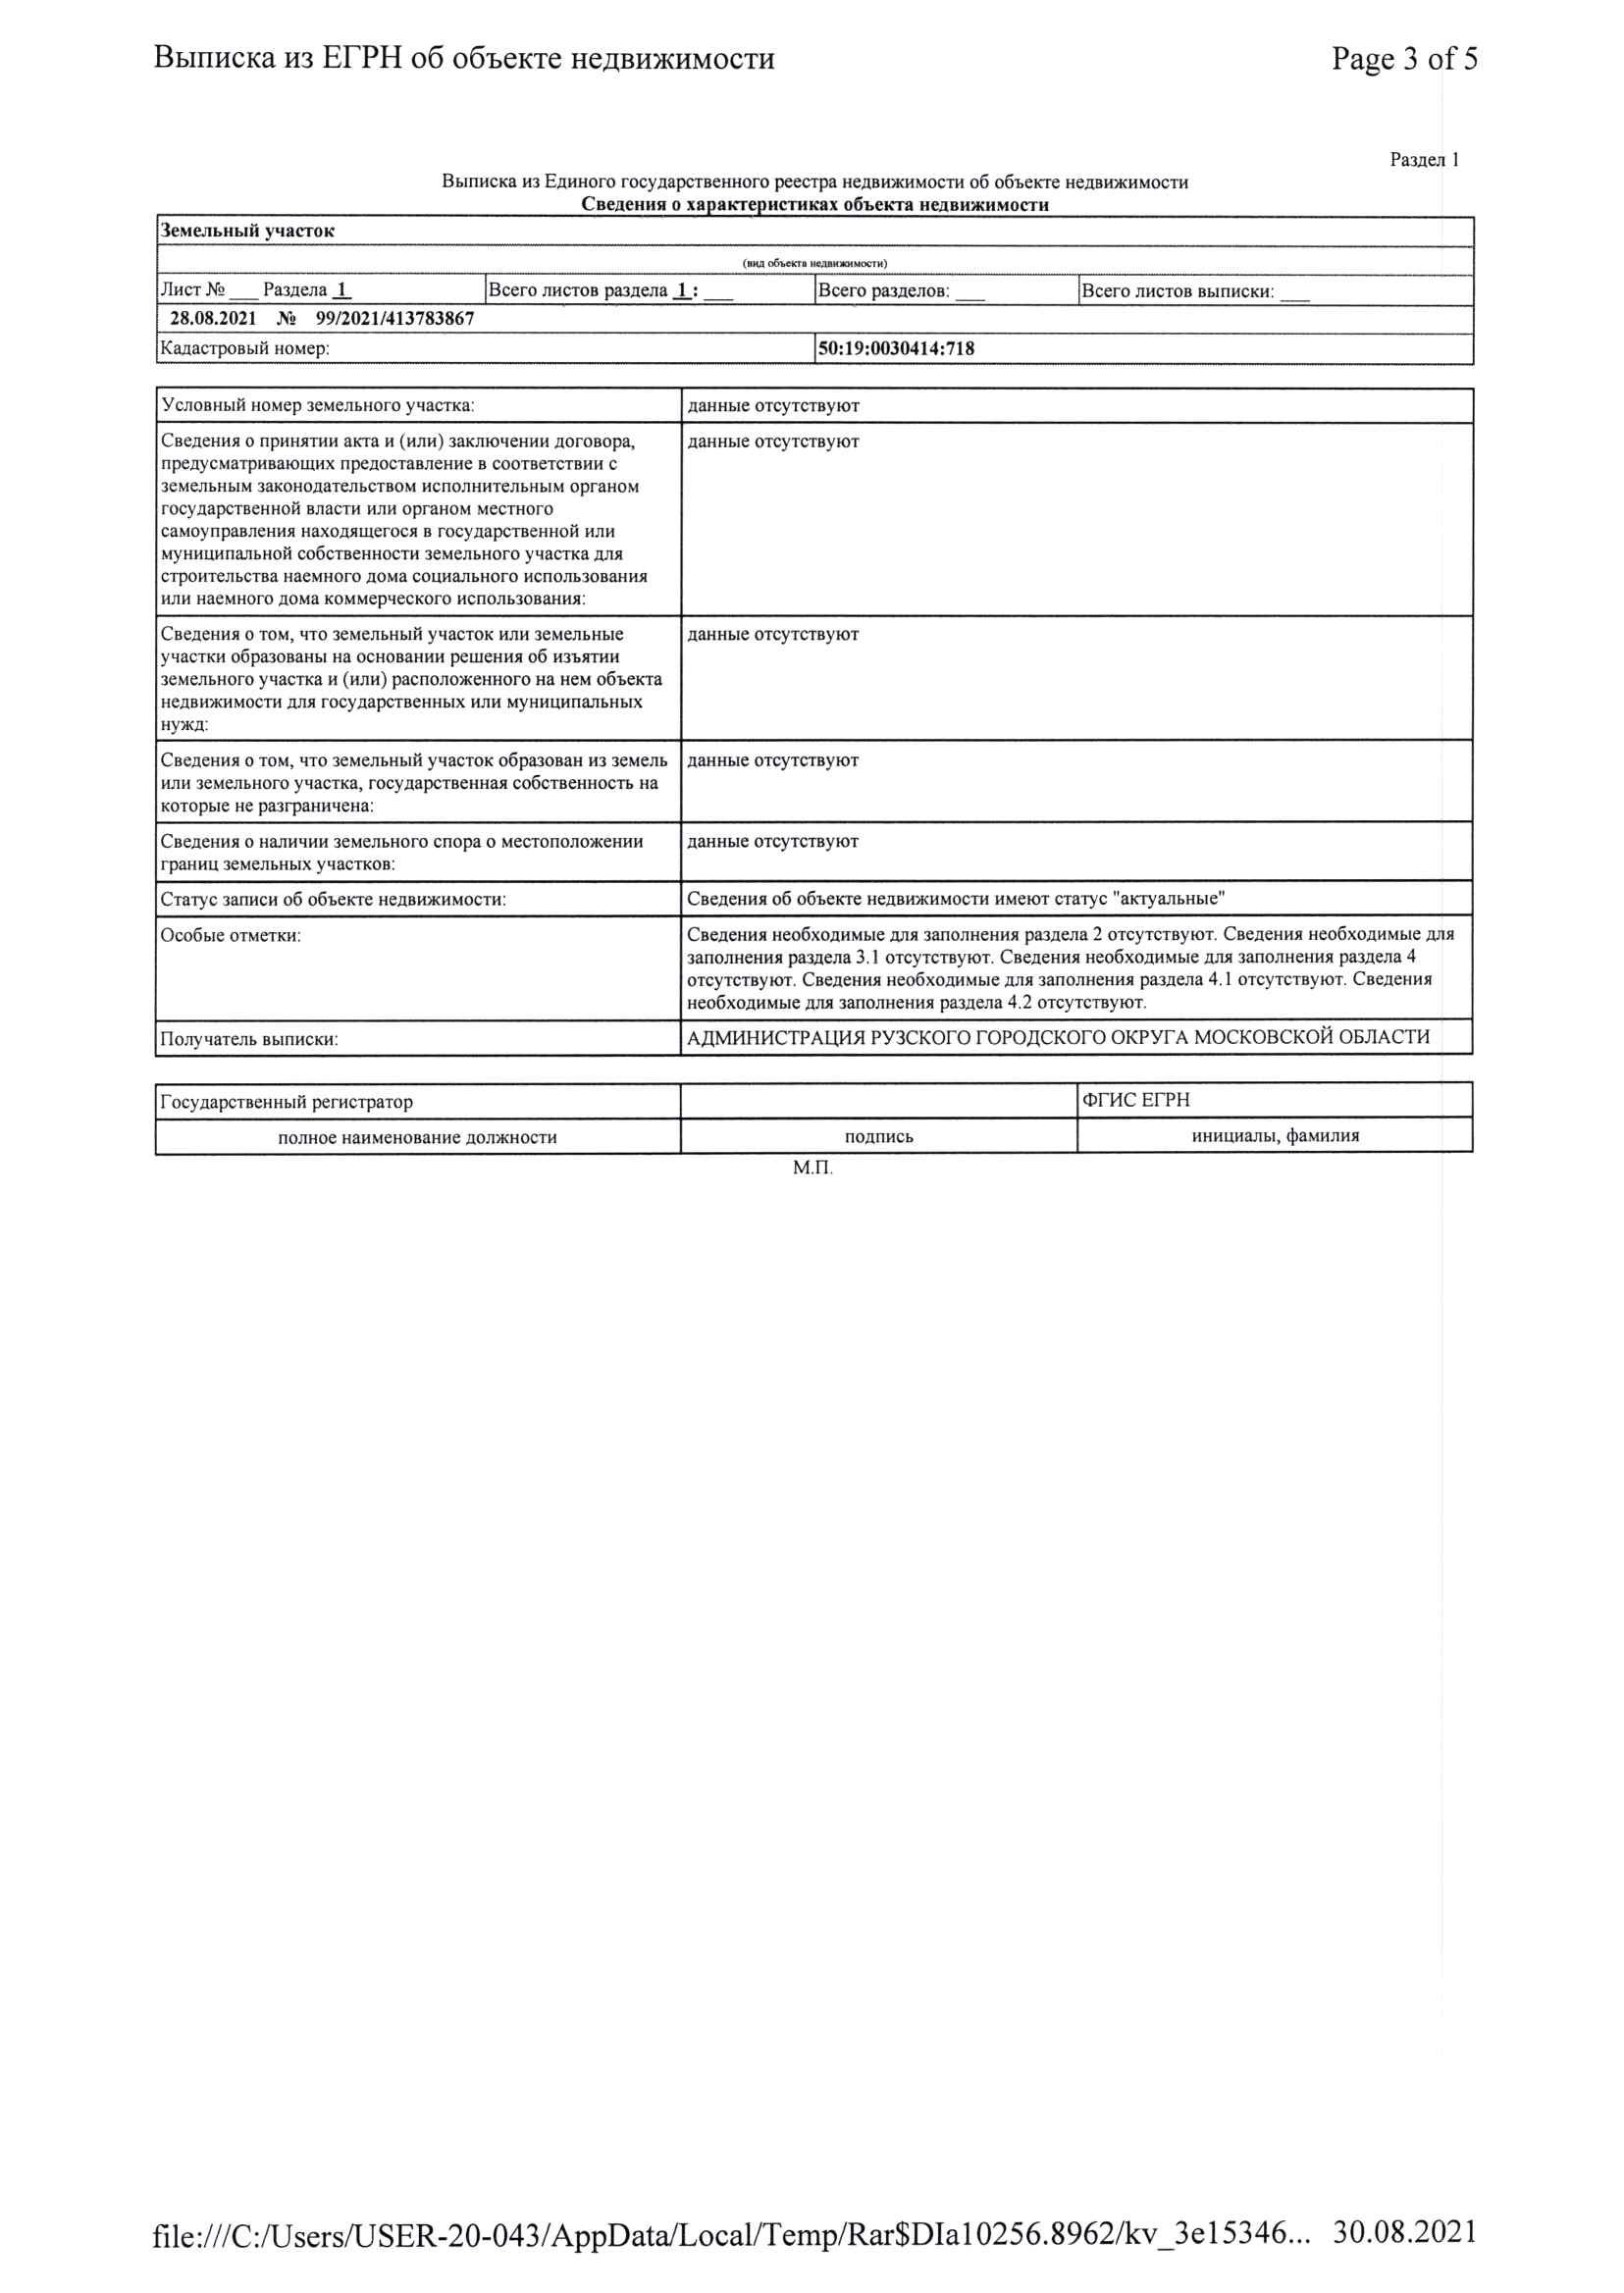 Выписка из ЕГРН об объекте недвижимости Page 3 of 5
Раздел 1
Выписка из Единого государственного реестра недвижимости об объекте недвижимости
Сведения о характеристиках объекта недвижимости
Земельный участок
(вид объекта недвижимости)
Лист № ___ Раздела 1 Всего листов раздела 1 : ___ Всего разделов: ___ Всего листов выписки: ___
28.08.2021 № 99/2021/413783867
Кадастровый номер: 50:19:0030414:718
Условный номер земельного участка: данные отсутствуют
Сведения о принятии акта и (или) заключении договора, данные отсутствуют
предусматривающих предоставление в соответствии с
земельным законодательством исполнительным органом
государственной власти или органом местного
самоуправления находящегося в государственной или
муниципальной собственности земельного участка для
строительства наемного дома социального использования
или наемного дома коммерческого использования:
Сведения о том, что земельный участок или земельные данные отсутствуют
участки образованы на основании решения об изъятии
земельного участка и (или) расположенного на нем объекта
недвижимости для государственных или муниципальных
нужд:
Сведения о том, что земельный участок образован из земель данные отсутствуют
или земельного участка, государственная собственность на
которые не разграничена:
Сведения о наличии земельного спора о местоположении данные отсутствуют
границ земельных участков:
Статус записи об объекте недвижимости: Сведения об объекте недвижимости имеют статус "актуальные"
Особые отметки: Сведения необходимые для заполнения раздела 2 отсутствуют. Сведения необходимые для
заполнения раздела 3.1 отсутствуют. Сведения необходимые для заполнения раздела 4
отсутствуют. Сведения необходимые для заполнения раздела 4.1 отсутствуют. Сведения
необходимые для заполнения раздела 4.2 отсутствуют.
Получатель выписки: АДМИНИСТРАЦИЯ РУЗСКОГО ГОРОДСКОГО ОКРУГА МОСКОВСКОЙ ОБЛАСТИ
Государственный регистратор ФГИС ЕГРН
полное наименование должности подпись инициалы, фамилия
М.П.
file:///C:/Users/USER-20-043/AppData/Local/Temp/Rar$DIa10256.8962/kv_3e15346... 30.08.2021